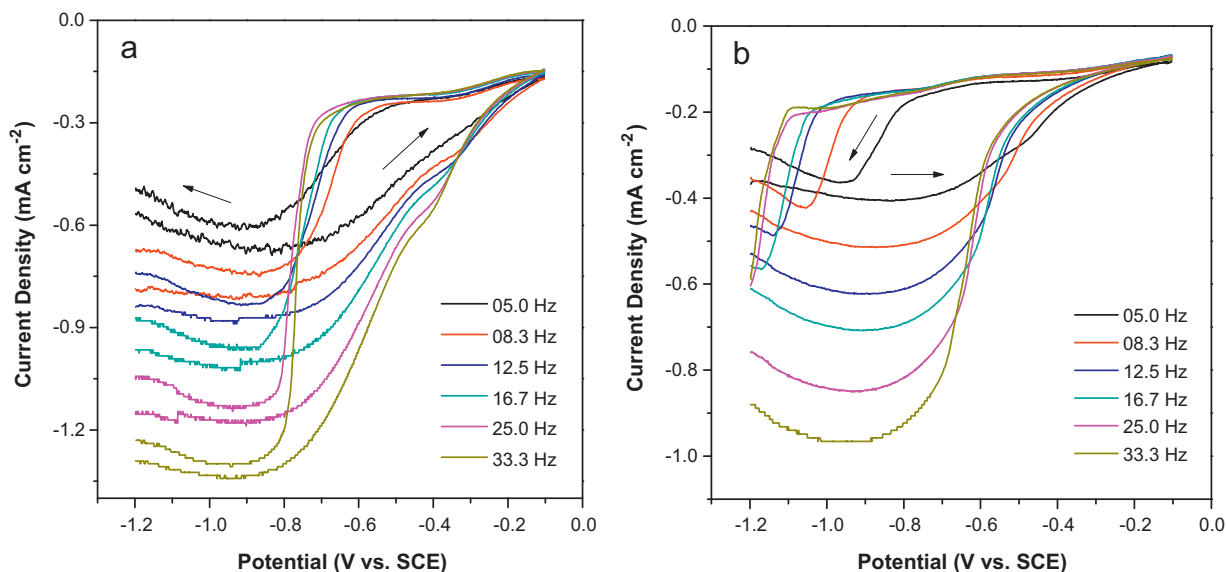 a
0.0
-0.3
-0.6
-0.9
-1.2
Current Density (mA cm-2)
05.0 Hz
08.3 Hz
12.5 Hz
16.7 Hz
25.0 Hz
33.3 Hz
-1.2 -1.0 -0.8 -0.6 -0.4 -0.2 0.0
Potential (V vs. SCE)
b
0.0
-0.2
-0.4
-0.6
-0.8
-1.0
Current Density (mA cm-2)
05.0 Hz
08.3 Hz
12.5 Hz
16.7 Hz
25.0 Hz
33.3 Hz
-1.2 -1.0 -0.8 -0.6 -0.4 -0.2 0.0
Potential (V vs. SCE)